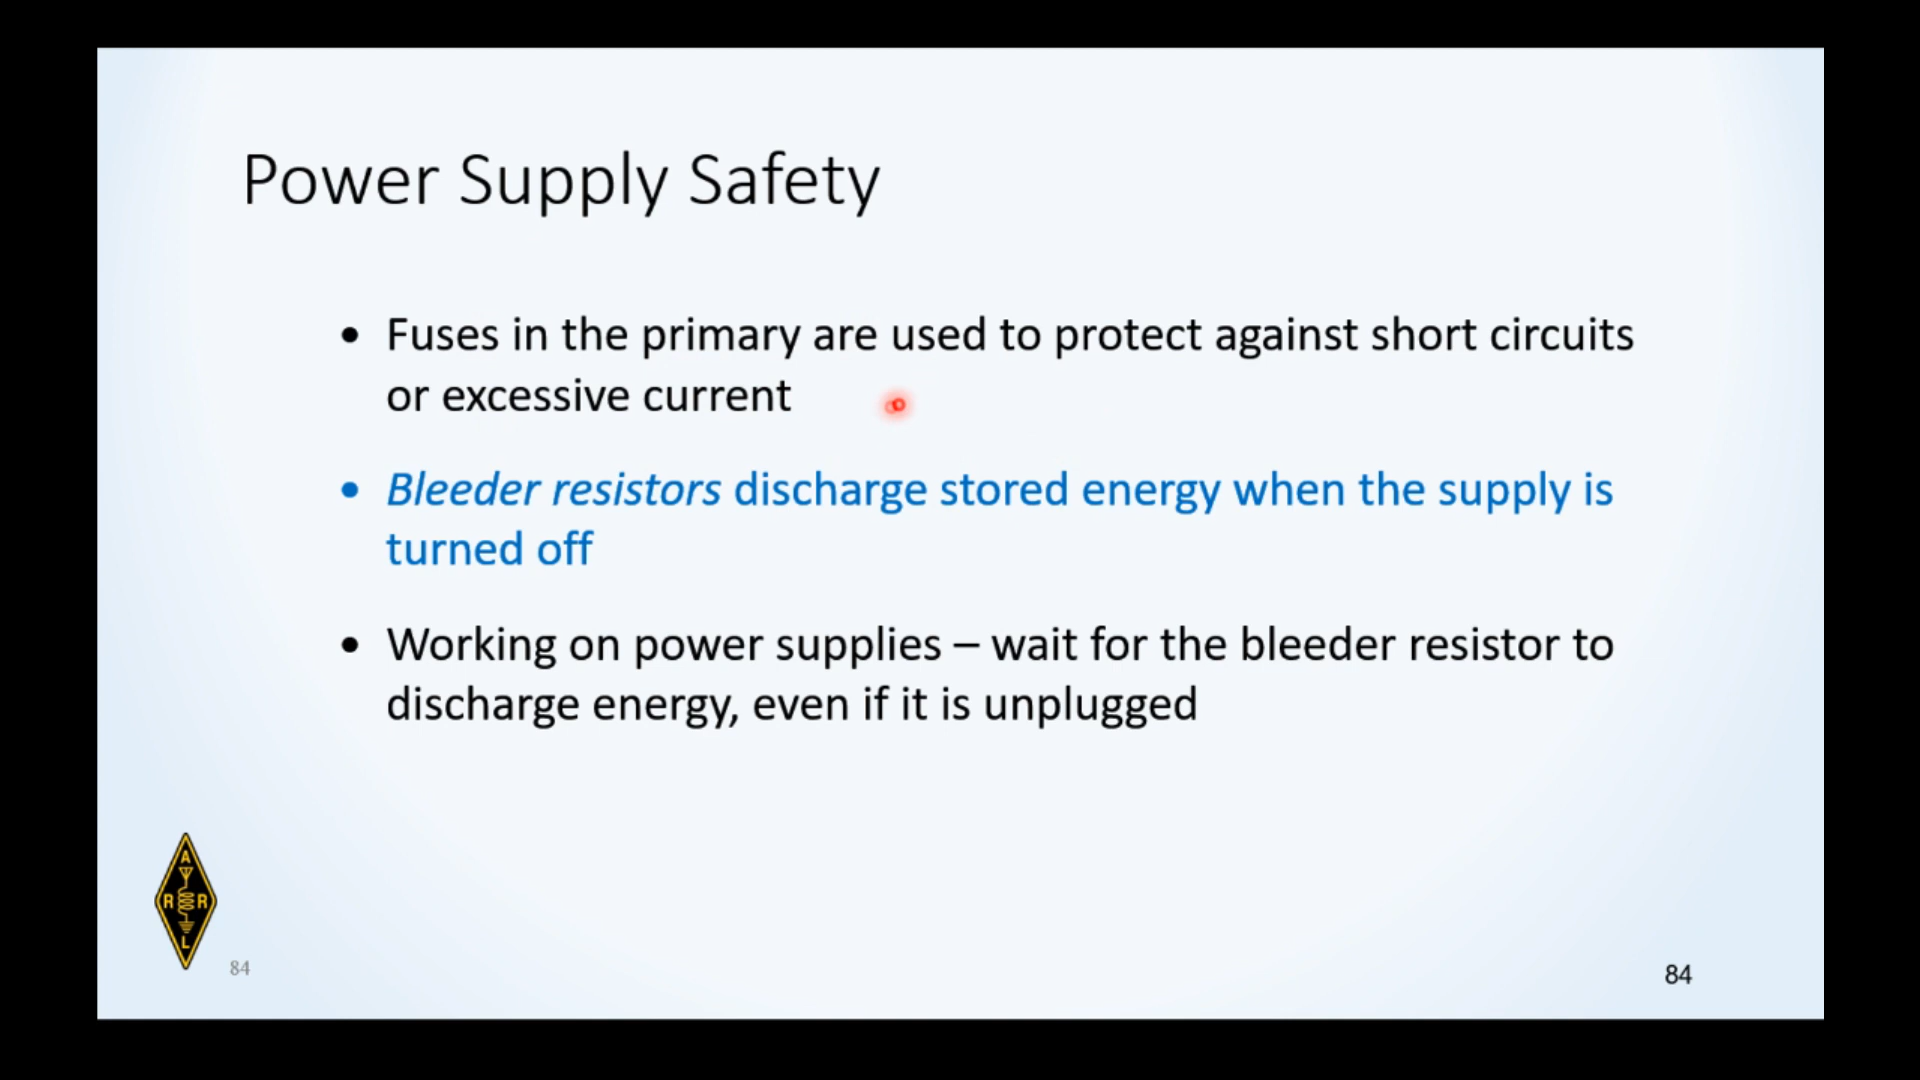 Power Supply Safety
• Fuses in the primary are used to protect against short circuits
or excessive current
• Bleeder resistors discharge stored energy when the supply is
turned off
• Working on power supplies – wait for the bleeder resistor to
discharge energy, even if it is unplugged
A
R R
L
84
84